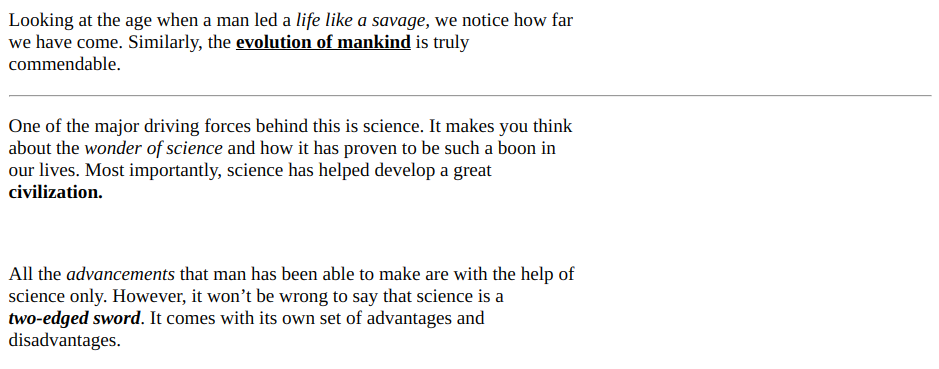 Looking at the age when a man led a life like a savage, we notice how far
we have come. Similarly, the evolution of mankind is truly
commendable.
One of the major driving forces behind this is science. It makes you think
about the wonder of science and how it has proven to be such a boon in
our lives. Most importantly, science has helped develop a great
civilization.
All the advancements that man has been able to make are with the help of
science only. However, it won’t be wrong to say that science is a
two-edged sword. It comes with its own set of advantages and
disadvantages.